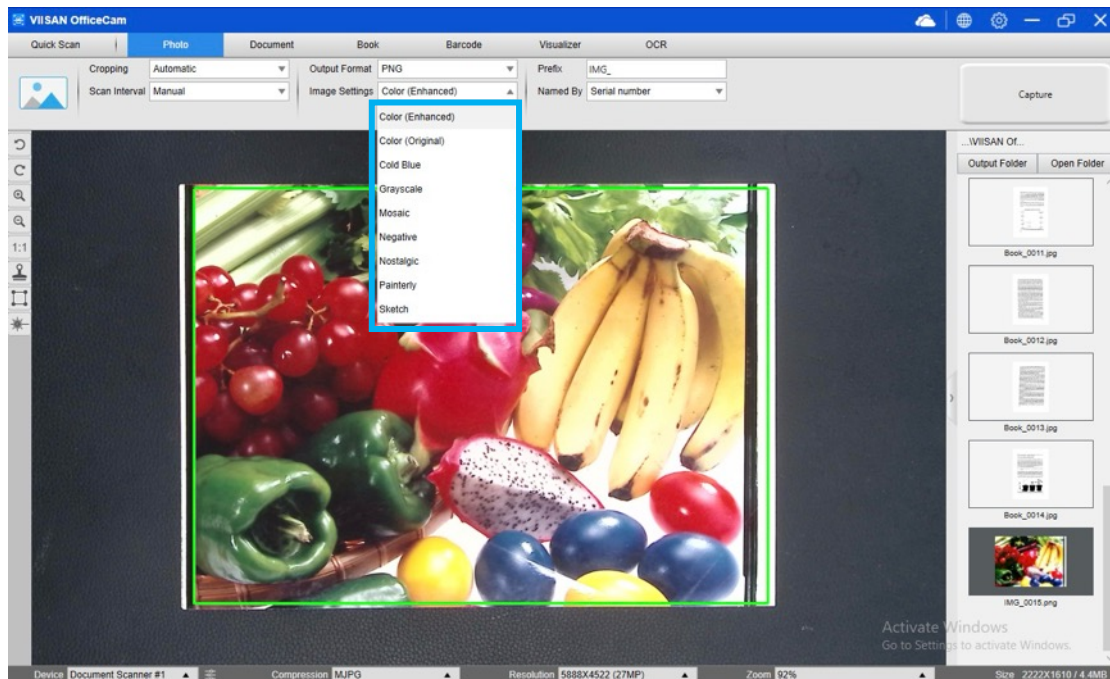 VIISAN OfficeCam
Quick Scan Photo Document Book Barcode Visualizer OCR
Cropping Automatic Output Format PNG Prefix IMG_
Scan Interval Manual Image Settings Color (Enhanced) Named By Serial number
Capture
Color (Enhanced)
Color (Original)
Cold Blue
Grayscale
Mosaic
Negative
Nostalgic
Painterly
Sketch
1:1
...\VIISAN Of...
Output Folder Open Folder
Book_0011.jpg
Book_0012.jpg
Book_0013.jpg
Book_0014.jpg
IMG_0015.png
Activate Windows
Go to Settings to activate Windows.
Device Document Scanner #1 Compression MJPG Resolution 5888X4522 (27MP) Zoom 92% Size 2222X1610 / 4.4MB